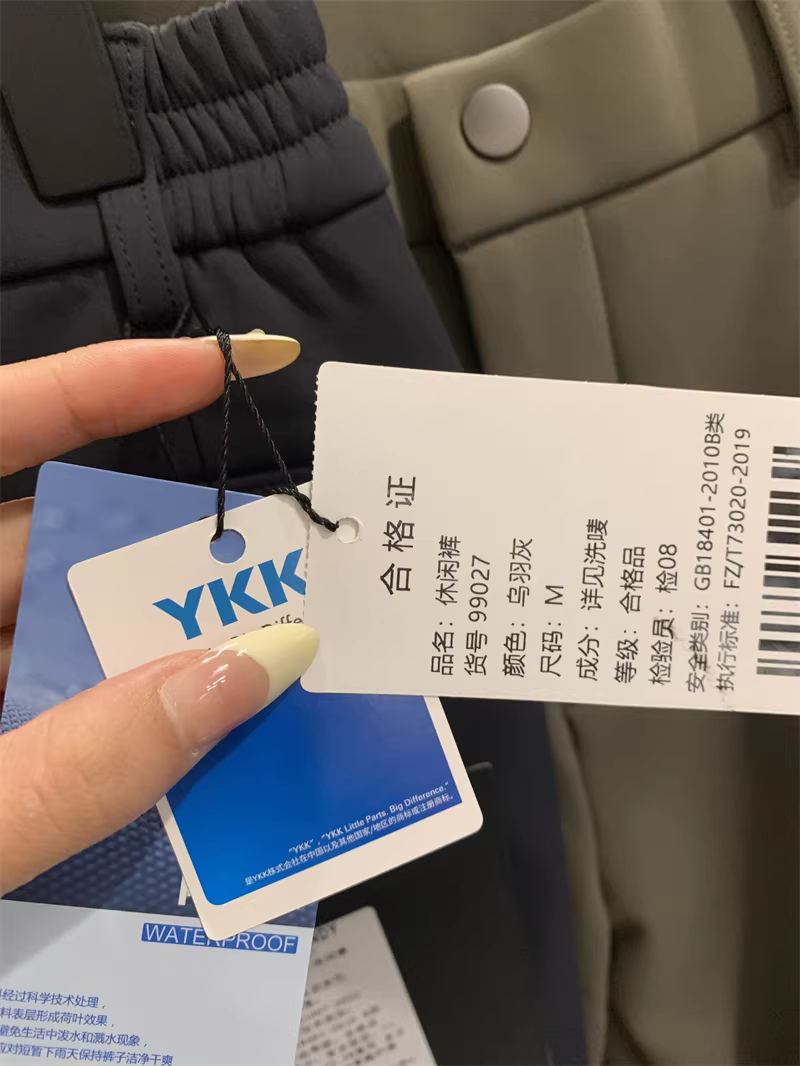 合格证
品名：休闲裤
货号 99027
颜色：乌羽灰
尺码：M
成分：详见洗唛
等级：合格品
检验员：检08
安全类别：GB18401-2010B类
执行标准：FZ/T73020-2019
YKK
"YKK", "YKK Little Parts. Big Difference."
是YKK株式会社在中国以及其他国家/地区的商标或注册商标。
WATERPROOF
经过科学技术处理，
料表层形成荷叶效果，
避免生活中泼水和溅水现象，
应对短暂下雨天保持裤子洁净干爽